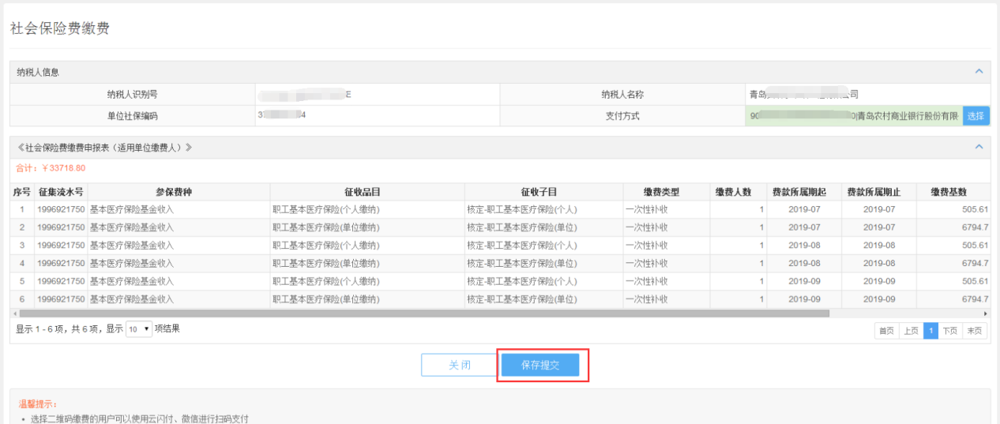 社会保险费缴费
纳税人信息
纳税人识别号 E 纳税人名称 青岛 公司
单位社保编码 37 4 支付方式 90 0|青岛农村商业银行股份有限 选择
《社会保险费缴费申报表（适用单位缴费人）》
合计：￥33718.80
序号 征集流水号 参保费种 征收品目 征收子目 缴费类型 缴费人数 费款所属期起 费款所属期止 缴费基数
1 1996921750 基本医疗保险基金收入 职工基本医疗保险(个人缴纳) 核定-职工基本医疗保险(个人) 一次性补收 1 2019-07 2019-07 505.61
2 1996921750 基本医疗保险基金收入 职工基本医疗保险(单位缴纳) 核定-职工基本医疗保险(单位) 一次性补收 1 2019-07 2019-07 6794.7
3 1996921750 基本医疗保险基金收入 职工基本医疗保险(个人缴纳) 核定-职工基本医疗保险(个人) 一次性补收 1 2019-08 2019-08 505.61
4 1996921750 基本医疗保险基金收入 职工基本医疗保险(单位缴纳) 核定-职工基本医疗保险(单位) 一次性补收 1 2019-08 2019-08 6794.7
5 1996921750 基本医疗保险基金收入 职工基本医疗保险(个人缴纳) 核定-职工基本医疗保险(个人) 一次性补收 1 2019-09 2019-09 505.61
6 1996921750 基本医疗保险基金收入 职工基本医疗保险(单位缴纳) 核定-职工基本医疗保险(单位) 一次性补收 1 2019-09 2019-09 6794.7
显示 1 - 6 项，共 6 项，显示 10 项结果 首页 上页 1 下页 末页
关 闭 保存提交
温馨提示：
• 选择二维码缴费的用户可以使用云闪付、微信进行扫码支付